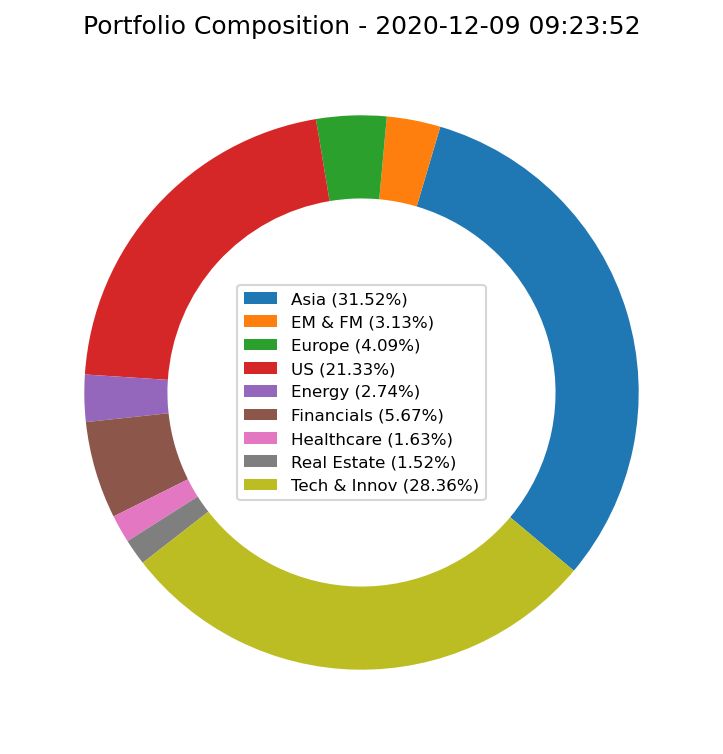 Portfolio Composition - 2020-12-09 09:23:52
Asia (31.52%)
EM & FM (3.13%)
Europe (4.09%)
US (21.33%)
Energy (2.74%)
Financials (5.67%)
Healthcare (1.63%)
Real Estate (1.52%)
Tech & Innov (28.36%)